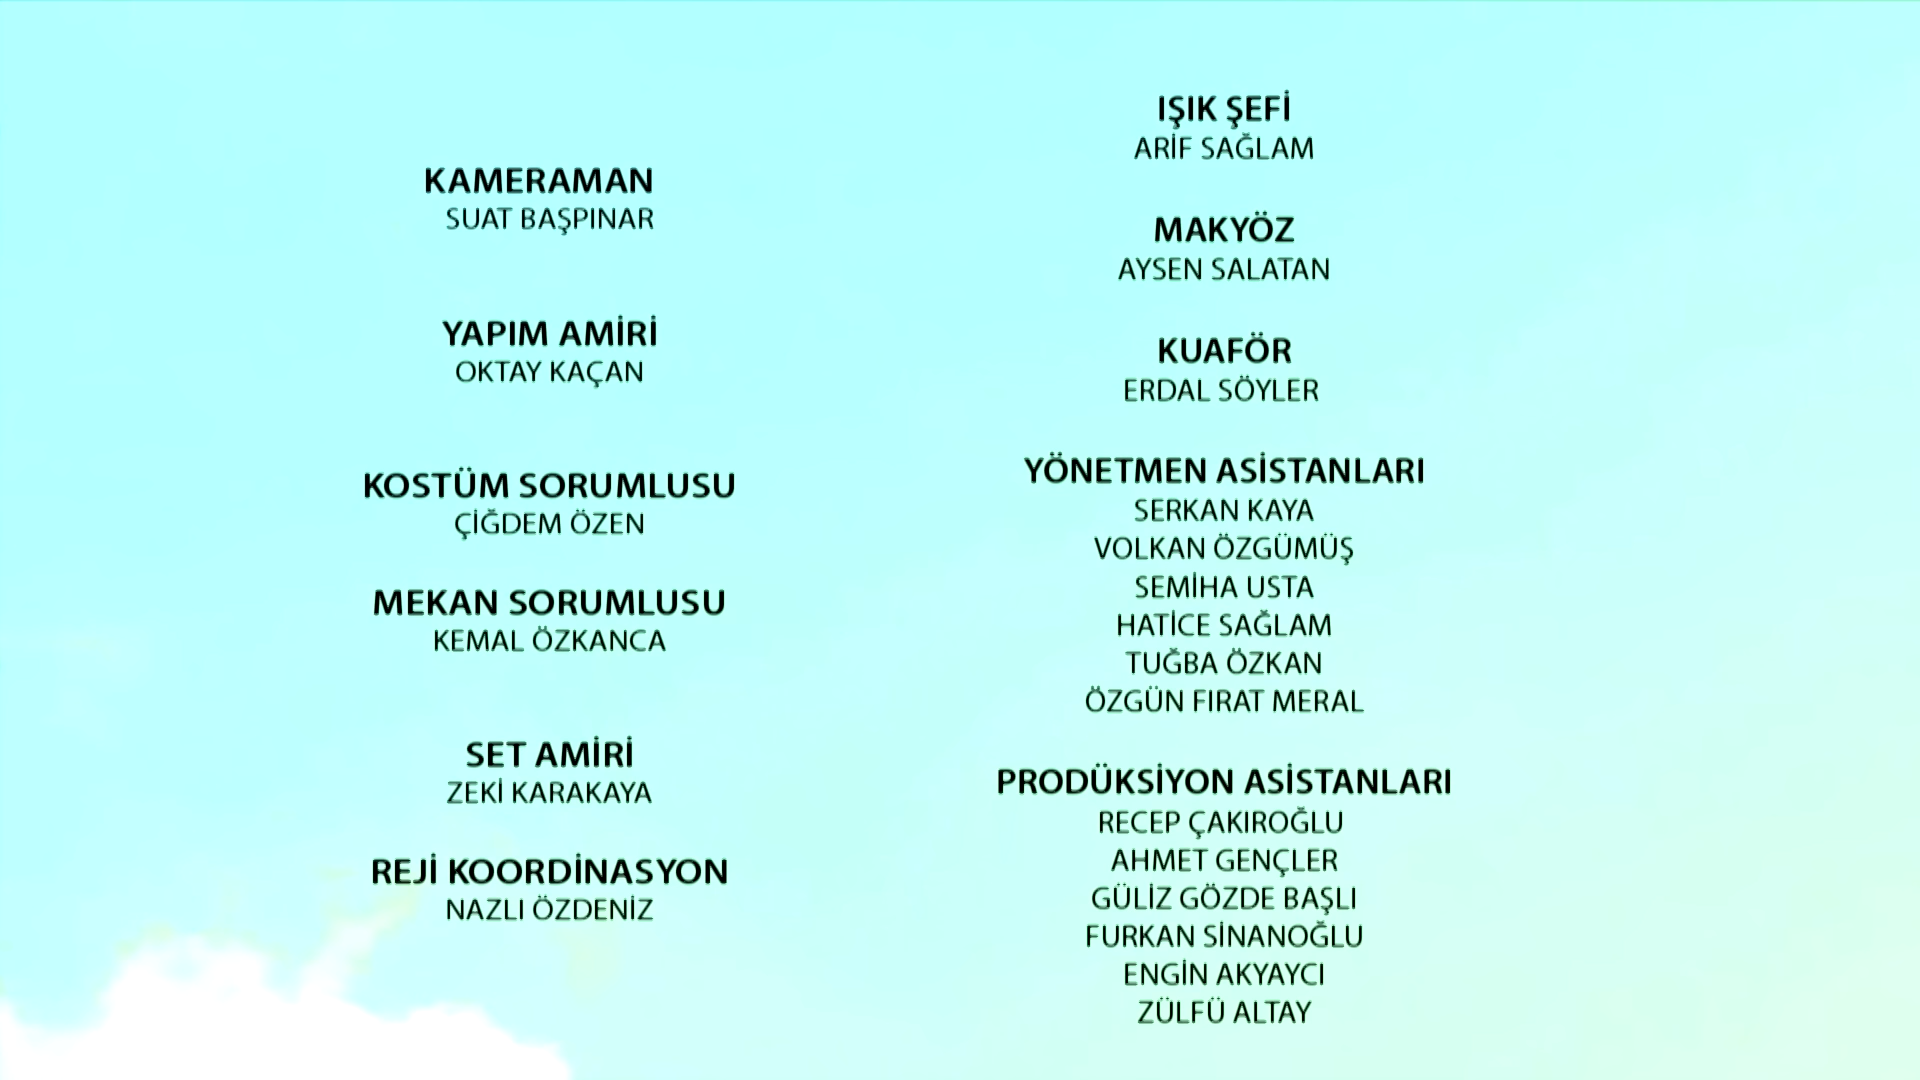 KAMERAMAN
SUAT BAŞPINAR
YAPIM AMİRİ
OKTAY KAÇAN
KOSTÜM SORUMLUSU
ÇİĞDEM ÖZEN
MEKAN SORUMLUSU
KEMAL ÖZKANCA
SET AMİRİ
ZEKİ KARAKAYA
REJİ KOORDİNASYON
NAZLI ÖZDENİZ
IŞIK ŞEFİ
ARİF SAĞLAM
MAKYÖZ
AYSEN SALATAN
KUAFÖR
ERDAL SÖYLER
YÖNETMEN ASİSTANLARI
SERKAN KAYA
VOLKAN ÖZGÜMÜŞ
SEMİHA USTA
HATİCE SAĞLAM
TUĞBA ÖZKAN
ÖZGÜN FIRAT MERAL
PRODÜKSİYON ASİSTANLARI
RECEP ÇAKIROĞLU
AHMET GENÇLER
GÜLİZ GÖZDE BAŞLI
FURKAN SİNANOĞLU
ENGİN AKYAYCI
ZÜLFÜ ALTAY